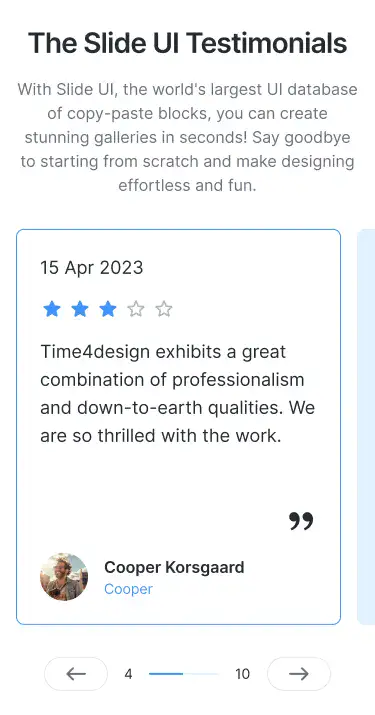 The Slide UI Testimonials
With Slide UI, the world's largest UI database
of copy-paste blocks, you can create
stunning galleries in seconds! Say goodbye
to starting from scratch and make designing
effortless and fun.
15 Apr 2023
Time4design exhibits a great
combination of professionalism
and down-to-earth qualities. We
are so thrilled with the work.
”
Cooper Korsgaard
Cooper
4 10